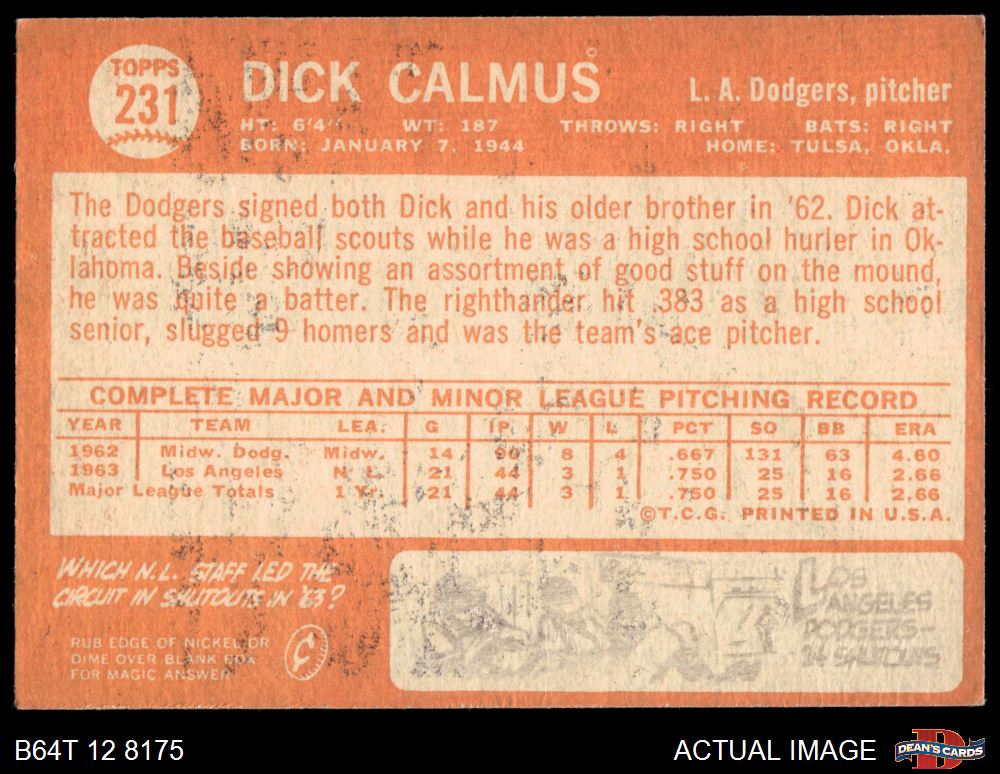 TOPPS
231
DICK CALMUS
L. A. Dodgers, pitcher
HT: 6'4" WT: 187 THROWS: RIGHT BATS: RIGHT
BORN: JANUARY 7, 1944 HOME: TULSA, OKLA.
The Dodgers signed both Dick and his older brother in '62. Dick at-
tracted the baseball scouts while he was a high school hurler in Ok-
lahoma. Beside showing an assortment of good stuff on the mound,
he was quite a batter. The righthander hit .383 as a high school
senior, slugged 9 homers and was the team's ace pitcher.
COMPLETE MAJOR AND MINOR LEAGUE PITCHING RECORD
YEAR TEAM LEA. G IP W L PCT SO BB ERA
1962 Midw. Dodg. Midw. 14 90 8 4 .667 131 63 4.60
1963 Los Angeles N. L. 21 44 3 1 .750 25 16 2.66
Major League Totals 1 Yr. 21 44 3 1 .750 25 16 2.66
©T.C.G. PRINTED IN U.S.A.
WHICH N.L. STAFF LED THE
CIRCUIT IN SHUTOUTS IN '63?
RUB EDGE OF NICKEL OR
DIME OVER BLANK BOX
FOR MAGIC ANSWER
LOS
ANGELES
DODGERS-
24 SHUTOUTS
B64T 12 8175
ACTUAL IMAGE
DEAN'S CARDS